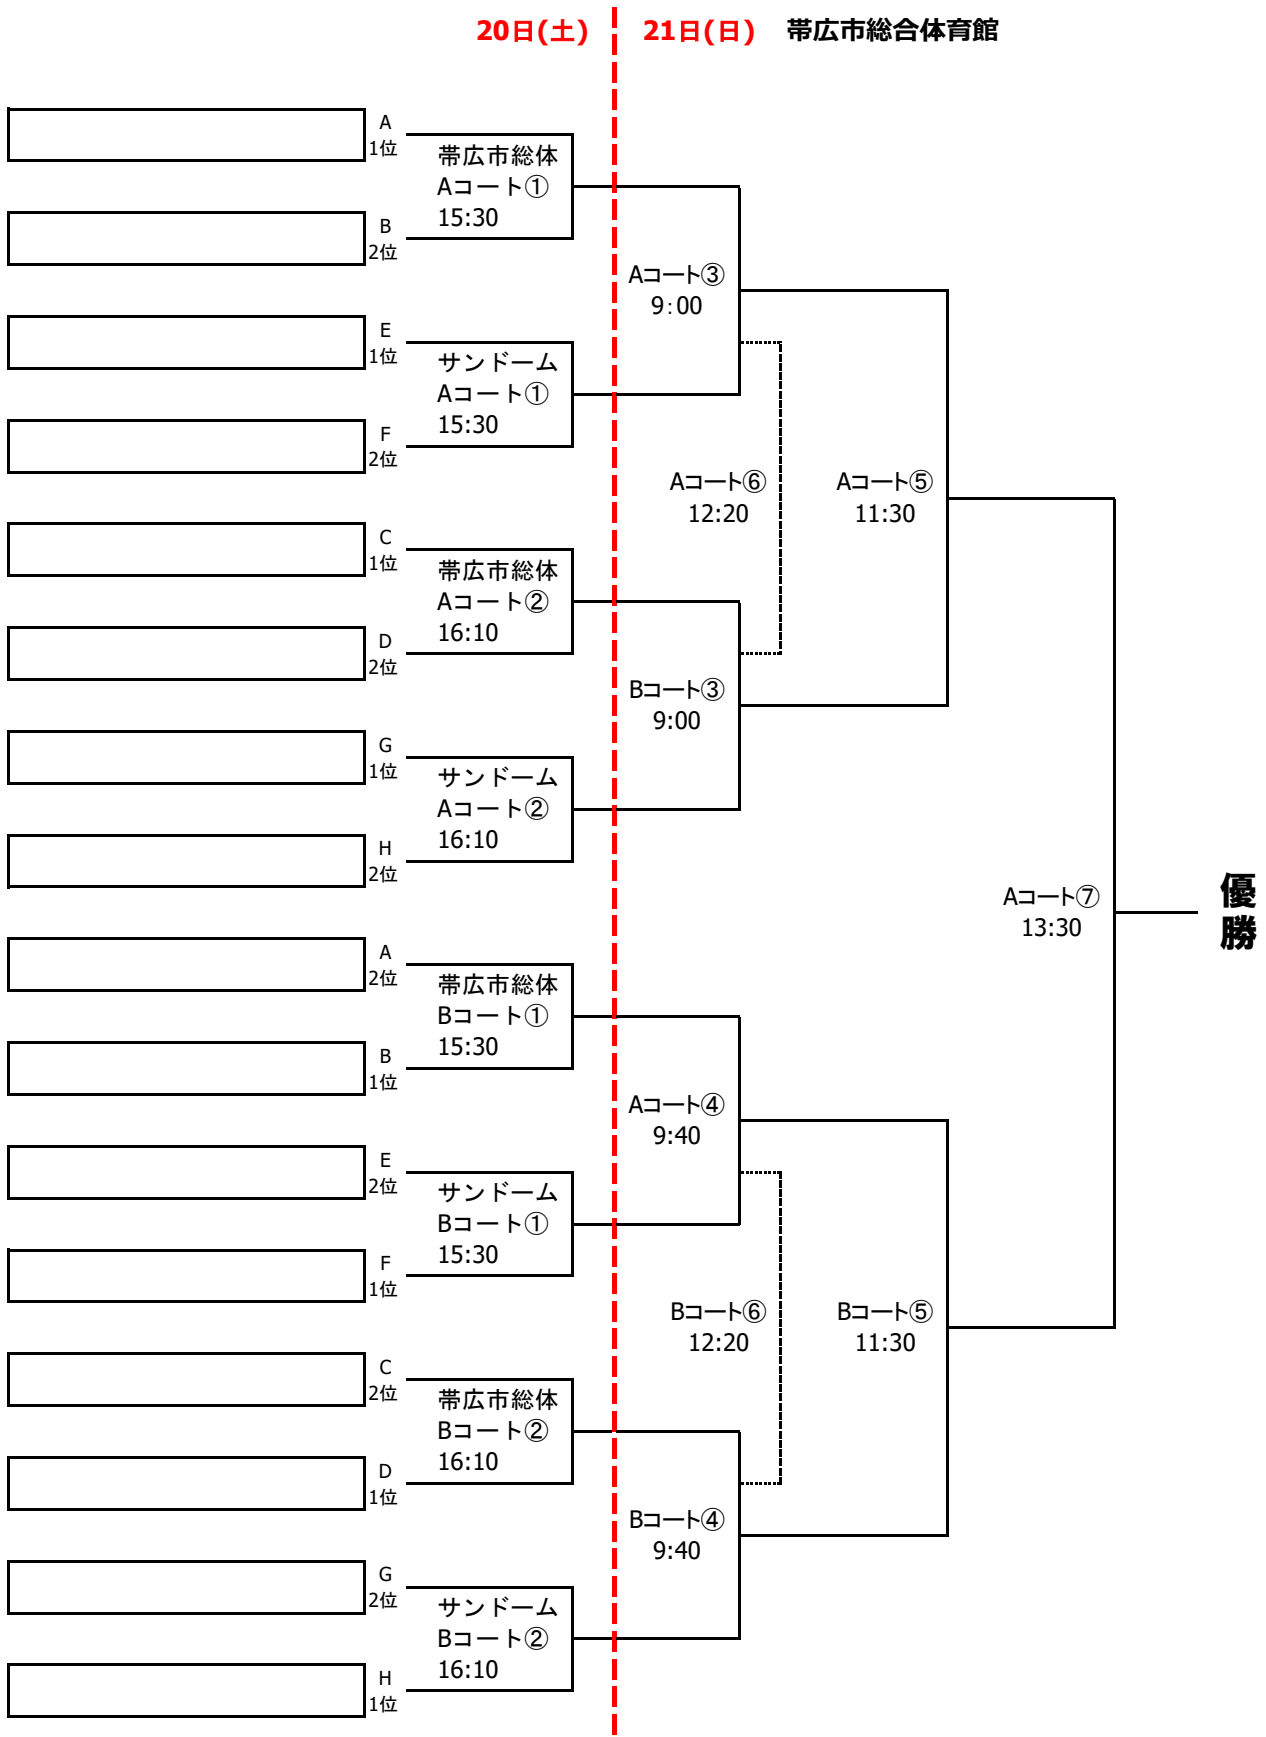 20日(土) 21日(日) 帯広市総合体育館
A
1位
帯広市総体
Aコート①
15:30
B
2位
Aコート③
9:00
E
1位
サンドーム
Aコート①
15:30
F
2位
Aコート⑥
12:20
Aコート⑤
11:30
C
1位
帯広市総体
Aコート②
16:10
D
2位
Bコート③
9:00
G
1位
サンドーム
Aコート②
16:10
H
2位
Aコート⑦
13:30
優勝
A
2位
帯広市総体
Bコート①
15:30
B
1位
Aコート④
9:40
E
2位
サンドーム
Bコート①
15:30
F
1位
Bコート⑥
12:20
Bコート⑤
11:30
C
2位
帯広市総体
Bコート②
16:10
D
1位
Bコート④
9:40
G
2位
サンドーム
Bコート②
16:10
H
1位